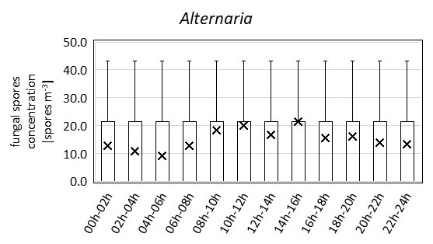 Alternaria
fungal spores
concentration
[spores m⁻³]
50.0
40.0
30.0
20.0
10.0
0.0
00h-02h
02h-04h
04h-06h
06h-08h
08h-10h
10h-12h
12h-14h
14h-16h
16h-18h
18h-20h
20h-22h
22h-24h